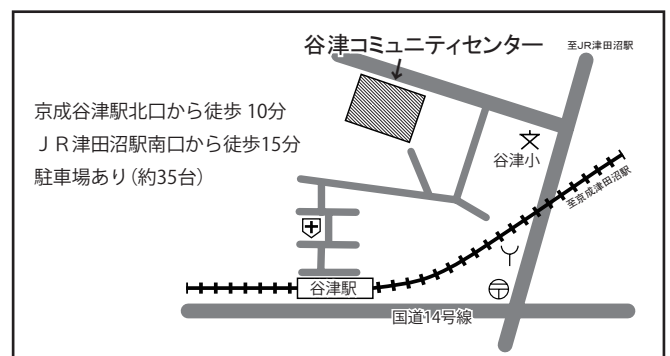 谷津コミュニティセンター
至JR津田沼駅
京成谷津駅北口から徒歩 10分
ＪＲ津田沼駅南口から徒歩15分
駐車場あり（約35台）
谷津小
至京成津田沼駅
谷津駅
国道14号線